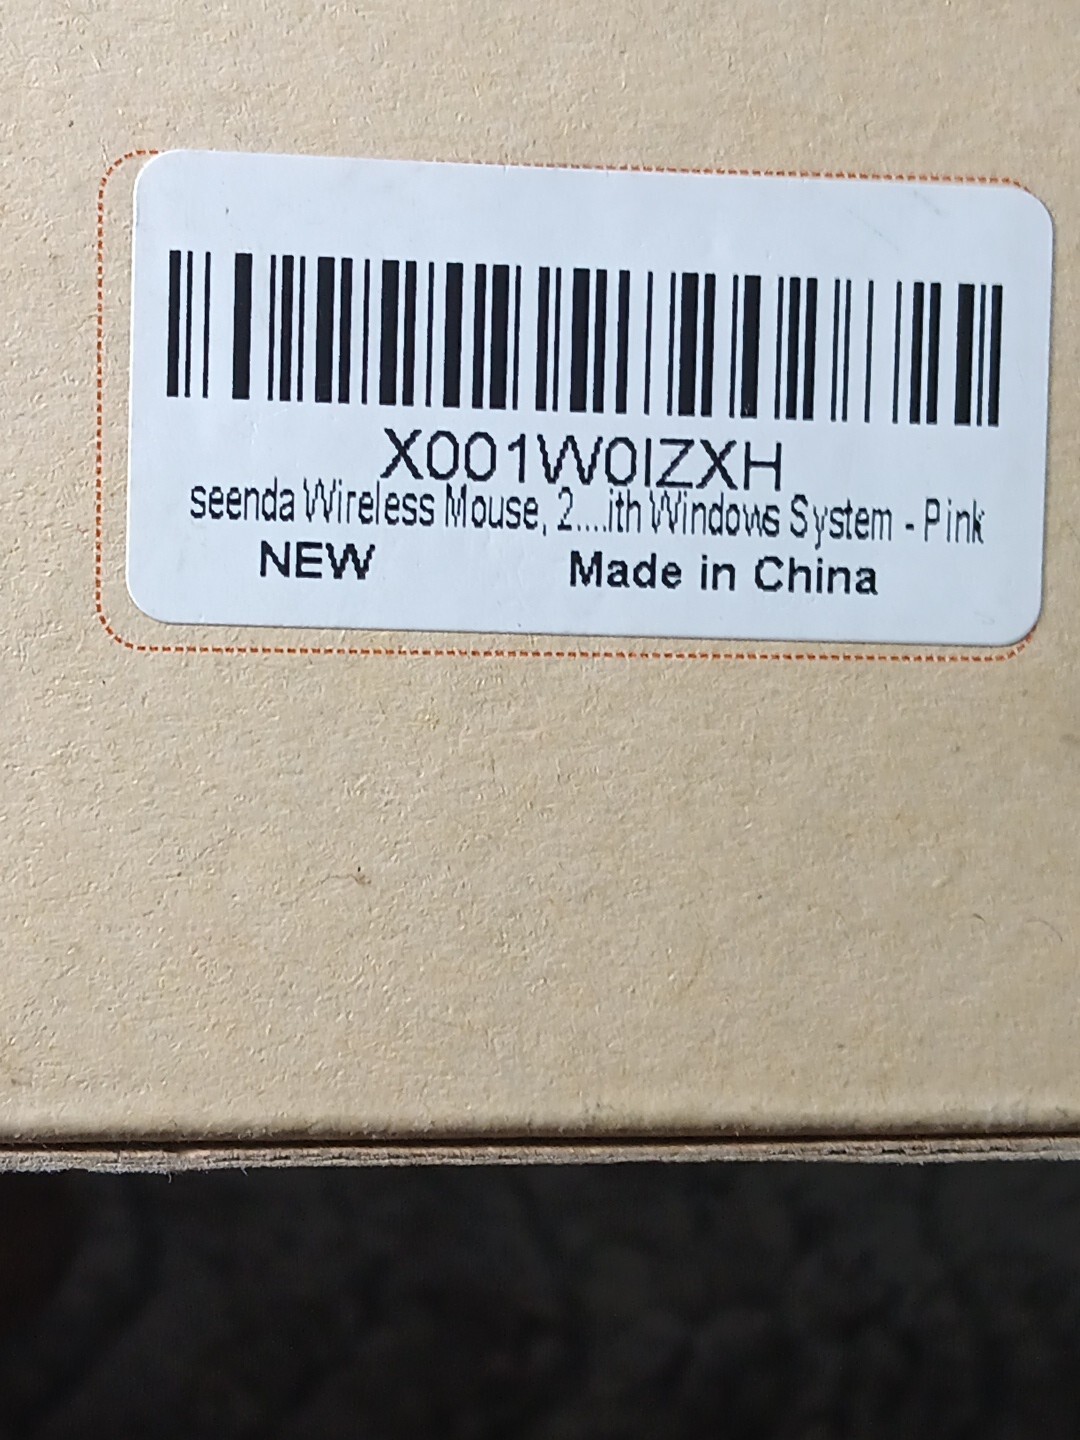 X001W0IZXH
seenda Wireless Mouse, 2....ith Windows System - Pink
NEW Made in China